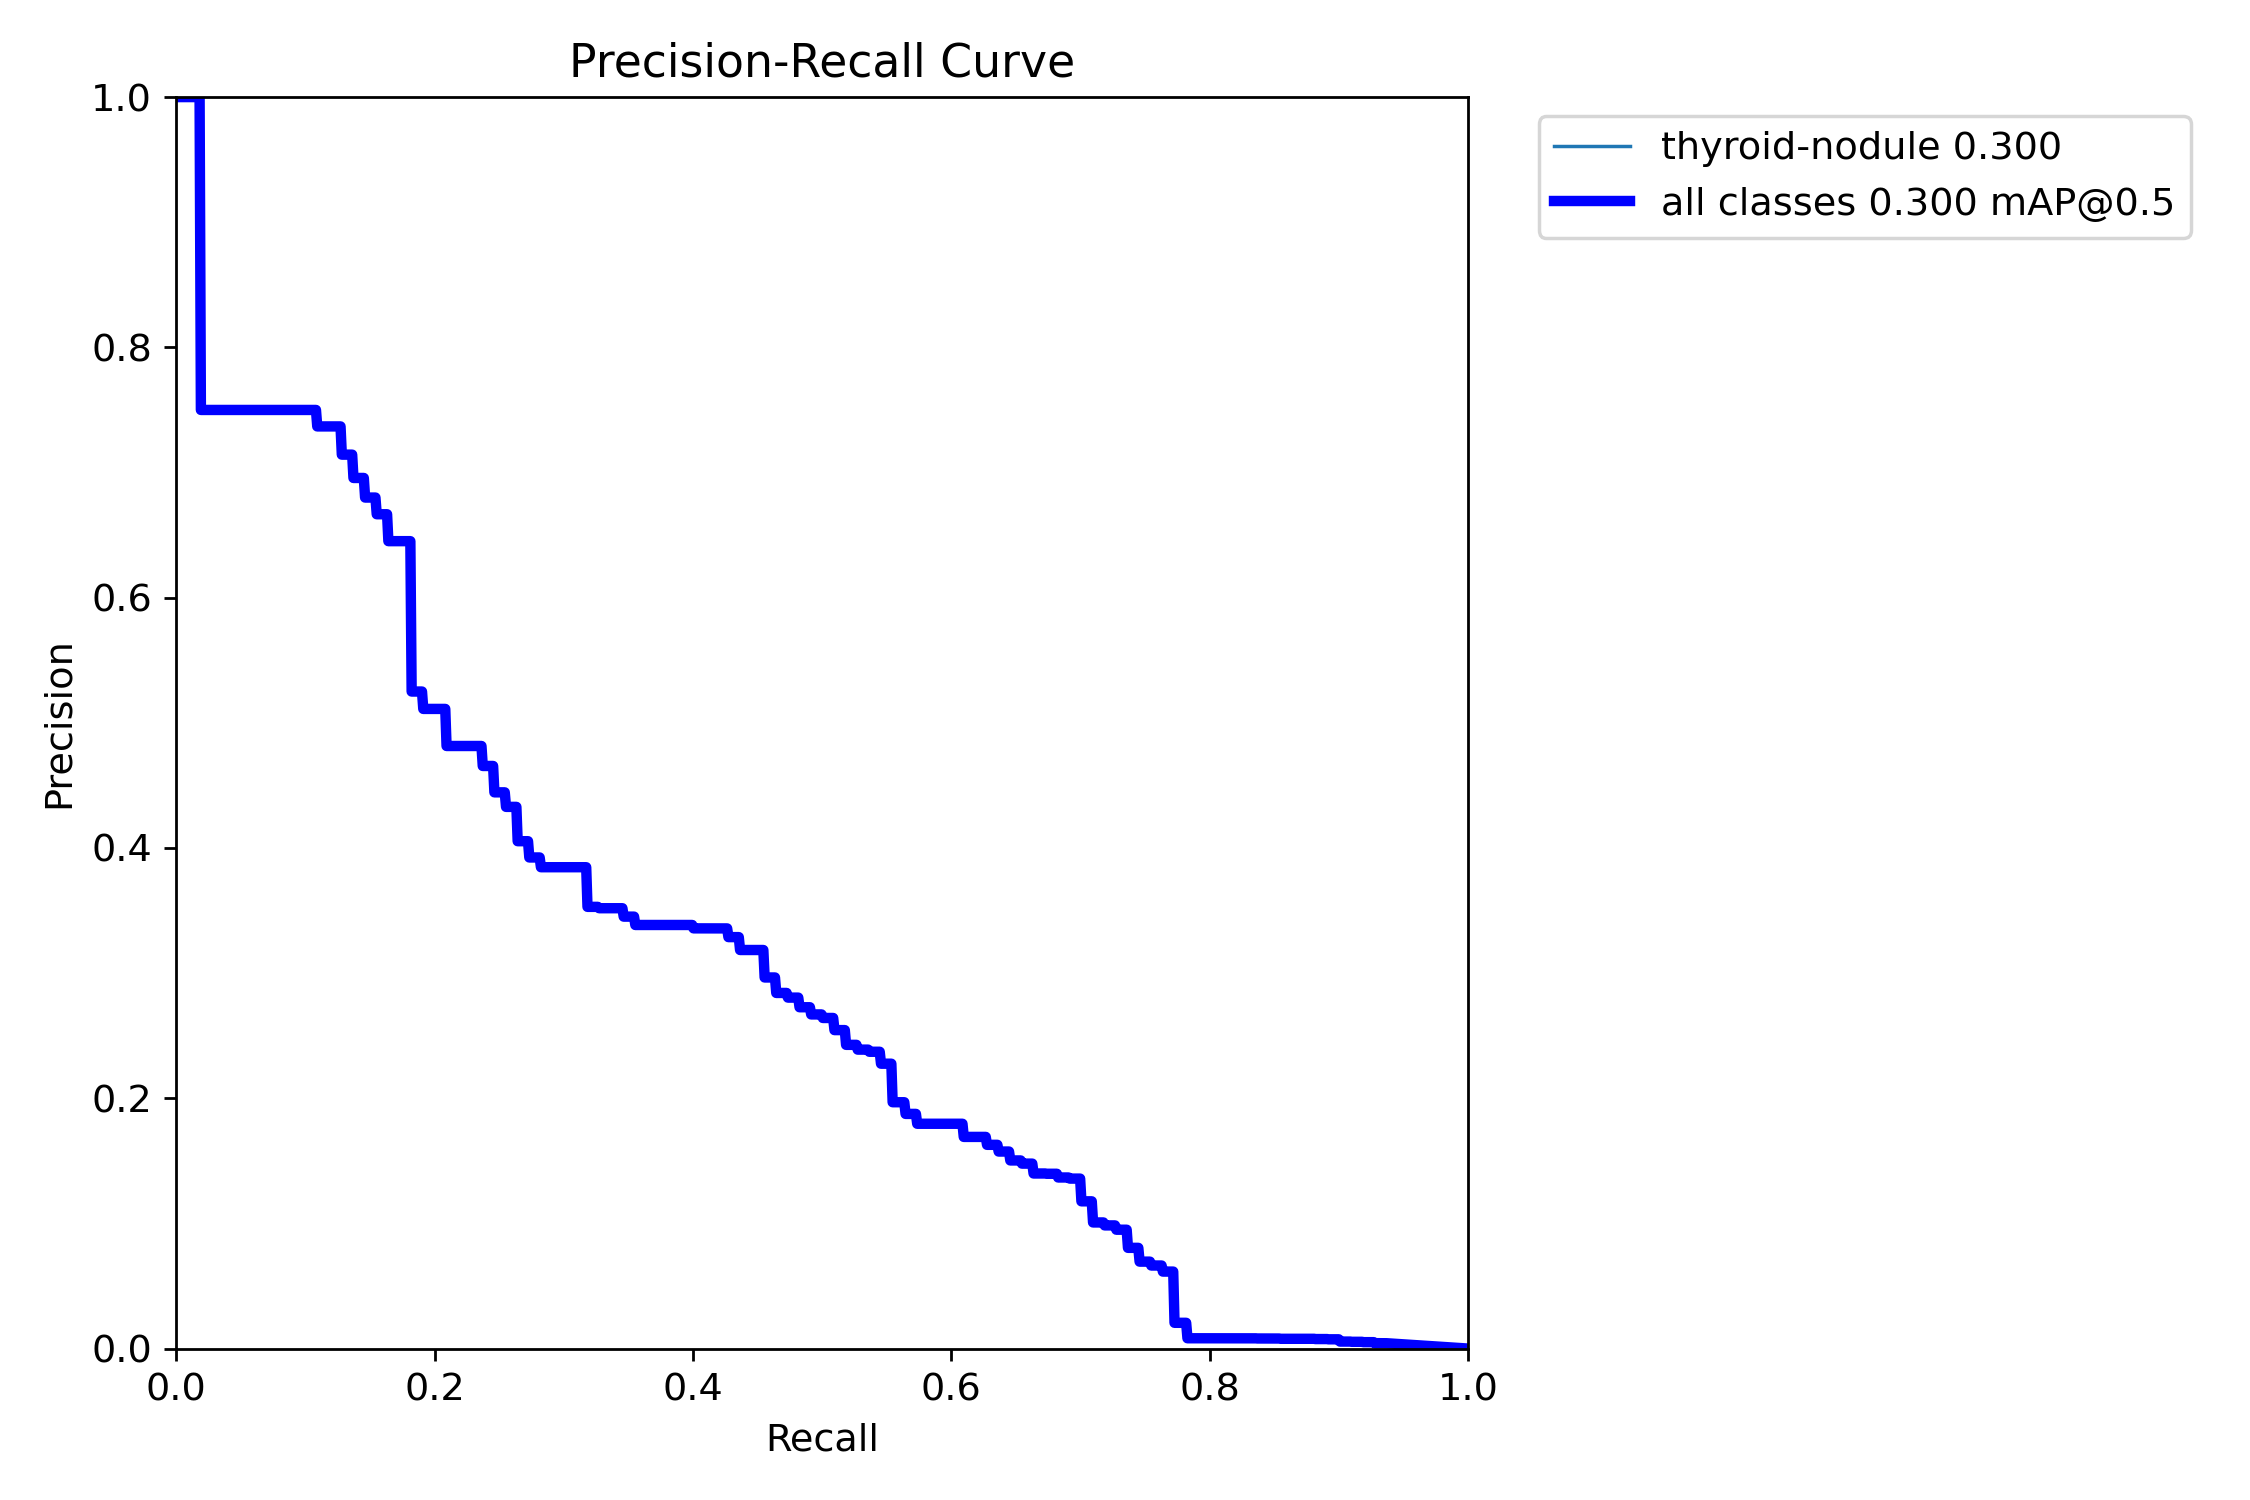 Precision-Recall Curve
1.0
0.8
0.6
0.4
0.2
0.0
Precision
0.0 0.2 0.4 0.6 0.8 1.0
Recall
thyroid-nodule 0.300
all classes 0.300 mAP@0.5